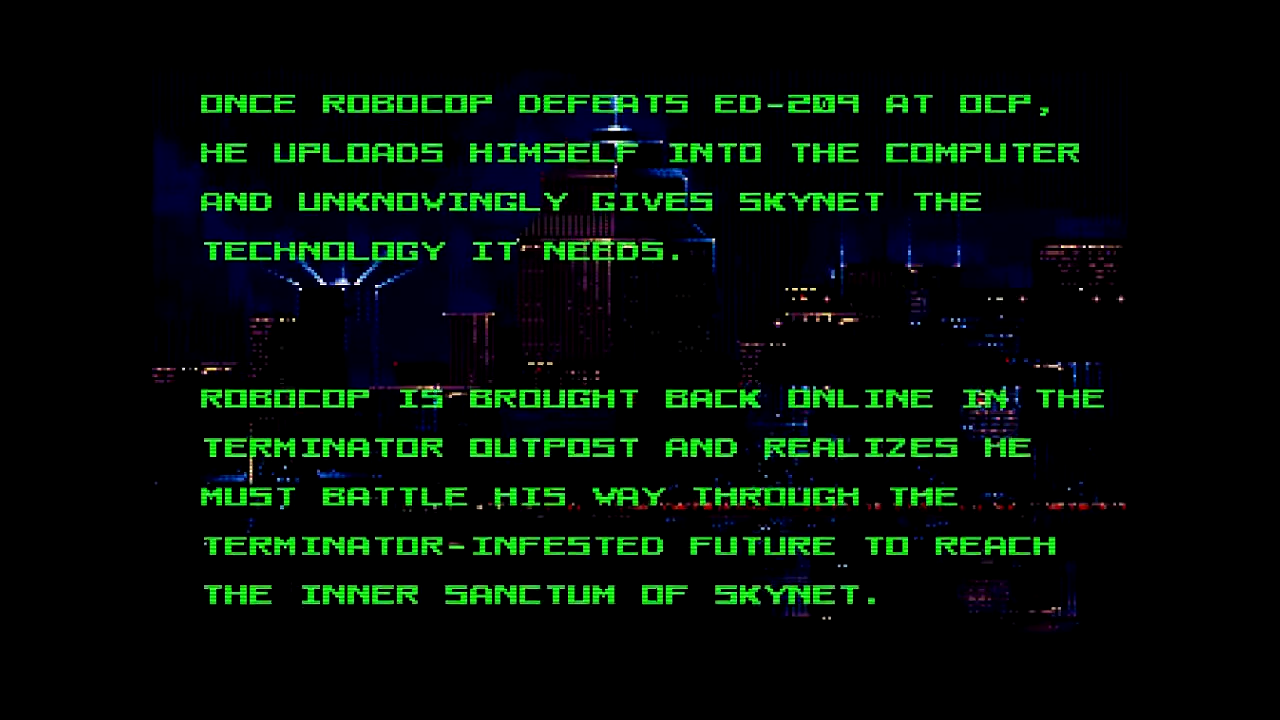 ONCE ROBOCOP DEFEATS ED-209 AT OCP,
HE UPLOADS HIMSELF INTO THE COMPUTER
AND UNKNOWINGLY GIVES SKYNET THE
TECHNOLOGY IT NEEDS.
ROBOCOP IS BROUGHT BACK ONLINE IN THE
TERMINATOR OUTPOST AND REALIZES HE
MUST BATTLE HIS WAY THROUGH THE
TERMINATOR-INFESTED FUTURE TO REACH
THE INNER SANCTUM OF SKYNET.